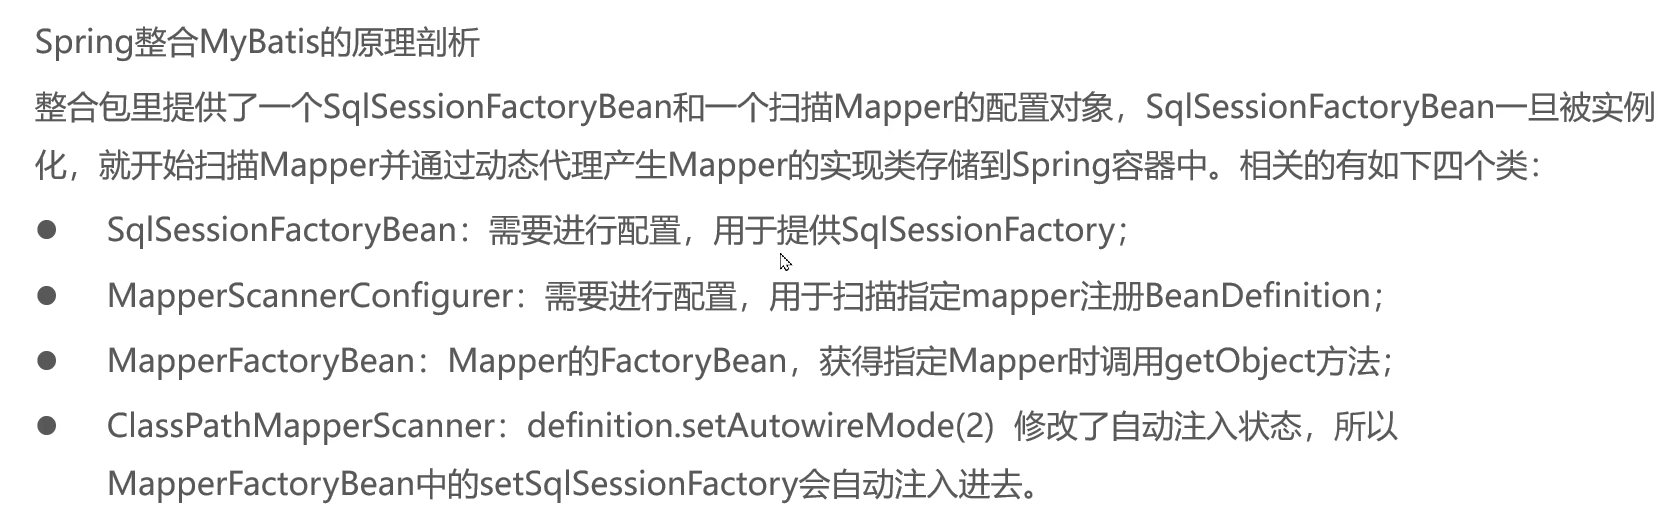 Spring整合MyBatis的原理剖析
整合包里提供了一个SqlSessionFactoryBean和一个扫描Mapper的配置对象，SqlSessionFactoryBean一旦被实例
化，就开始扫描Mapper并通过动态代理产生Mapper的实现类存储到Spring容器中。相关的有如下四个类：
● SqlSessionFactoryBean：需要进行配置，用于提供SqlSessionFactory；
● MapperScannerConfigurer：需要进行配置，用于扫描指定mapper注册BeanDefinition；
● MapperFactoryBean：Mapper的FactoryBean，获得指定Mapper时调用getObject方法；
● ClassPathMapperScanner：definition.setAutowireMode(2) 修改了自动注入状态，所以
MapperFactoryBean中的setSqlSessionFactory会自动注入进去。